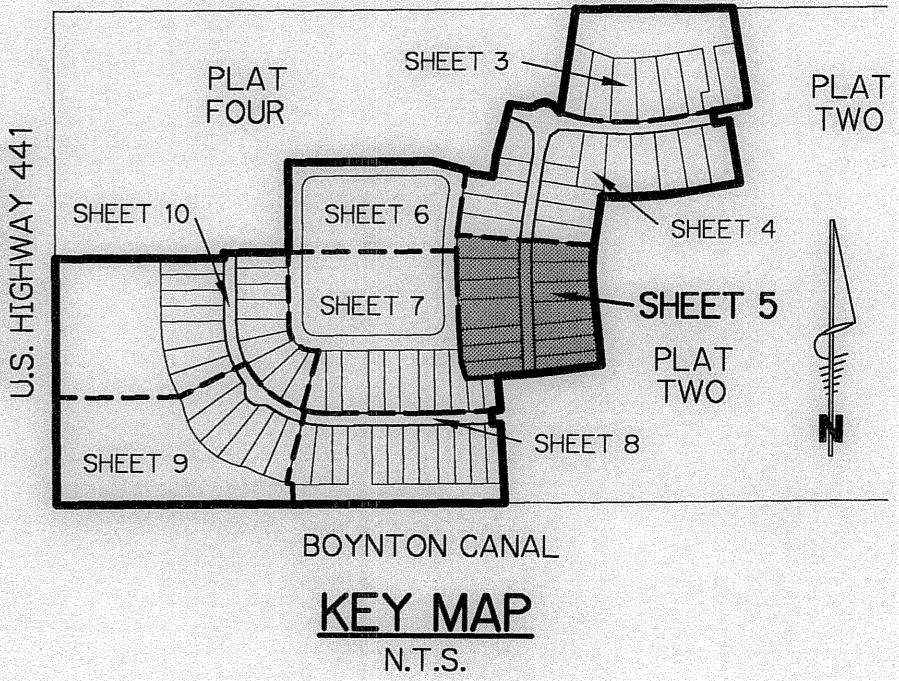 SHEET 3
PLAT
FOUR
PLAT
TWO
U.S. HIGHWAY 441
SHEET 10
SHEET 6
SHEET 4
SHEET 7
SHEET 5
PLAT
TWO
N
SHEET 9
SHEET 8
BOYNTON CANAL
KEY MAP
N.T.S.